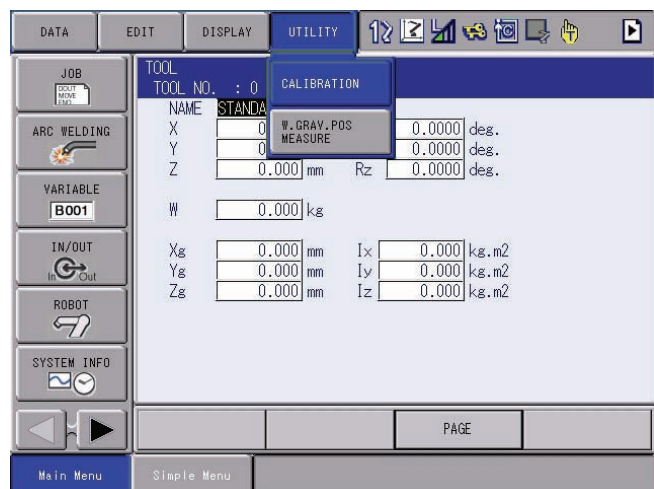 DATA EDIT DISPLAY UTILITY
JOB
DOUT
MOVE
END
ARC WELDING
VARIABLE
B001
IN/OUT
In Out
ROBOT
SYSTEM INFO
TOOL
TOOL NO. : 0
NAME STANDA
CALIBRATION
W.GRAV.POS
MEASURE
X 0 0.0000 deg.
Y 0 0.0000 deg.
Z 0.000 mm Rz 0.0000 deg.
W 0.000 kg
Xg 0.000 mm Ix 0.000 kg.m2
Yg 0.000 mm Iy 0.000 kg.m2
Zg 0.000 mm Iz 0.000 kg.m2
PAGE
Main Menu Simple Menu